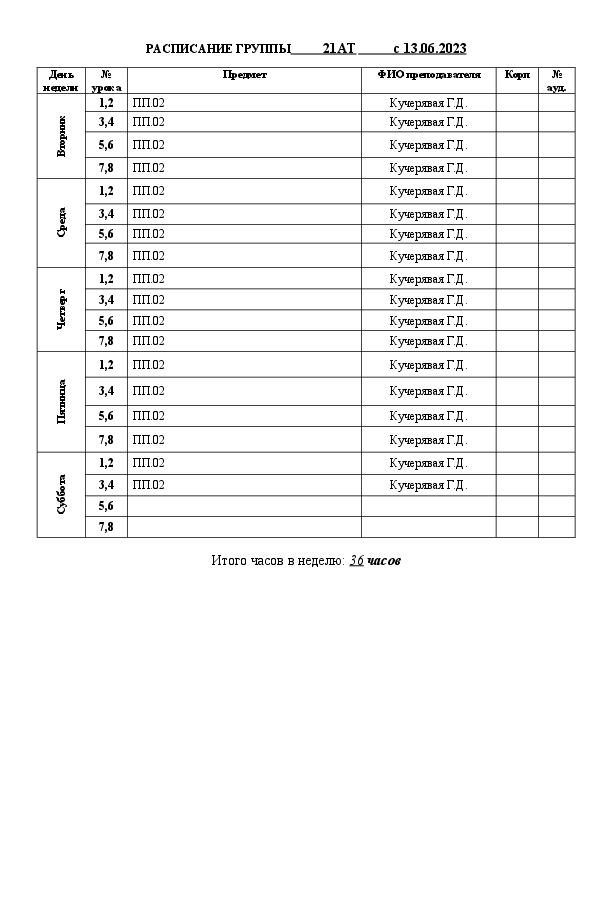 РАСПИСАНИЕ ГРУППЫ 21АТ с 13.06.2023
День недели № урока Предмет ФИО преподавателя Корп № ауд.
Вторник
1,2 ПП.02 Кучерявая Г.Д.
3,4 ПП.02 Кучерявая Г.Д.
5,6 ПП.02 Кучерявая Г.Д.
7,8 ПП.02 Кучерявая Г.Д.
Среда
1,2 ПП.02 Кучерявая Г.Д.
3,4 ПП.02 Кучерявая Г.Д.
5,6 ПП.02 Кучерявая Г.Д.
7,8 ПП.02 Кучерявая Г.Д.
Четверг
1,2 ПП.02 Кучерявая Г.Д.
3,4 ПП.02 Кучерявая Г.Д.
5,6 ПП.02 Кучерявая Г.Д.
7,8 ПП.02 Кучерявая Г.Д.
Пятница
1,2 ПП.02 Кучерявая Г.Д.
3,4 ПП.02 Кучерявая Г.Д.
5,6 ПП.02 Кучерявая Г.Д.
7,8 ПП.02 Кучерявая Г.Д.
Суббота
1,2 ПП.02 Кучерявая Г.Д.
3,4 ПП.02 Кучерявая Г.Д.
5,6
7,8
Итого часов в неделю: 36 часов